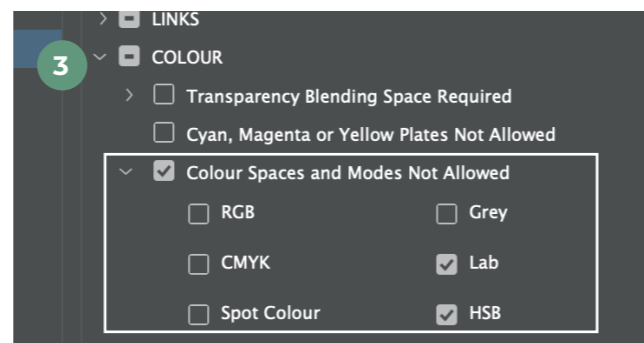 LINKS
3 COLOUR
Transparency Blending Space Required
Cyan, Magenta or Yellow Plates Not Allowed
Colour Spaces and Modes Not Allowed
RGB Grey
CMYK Lab
Spot Colour HSB